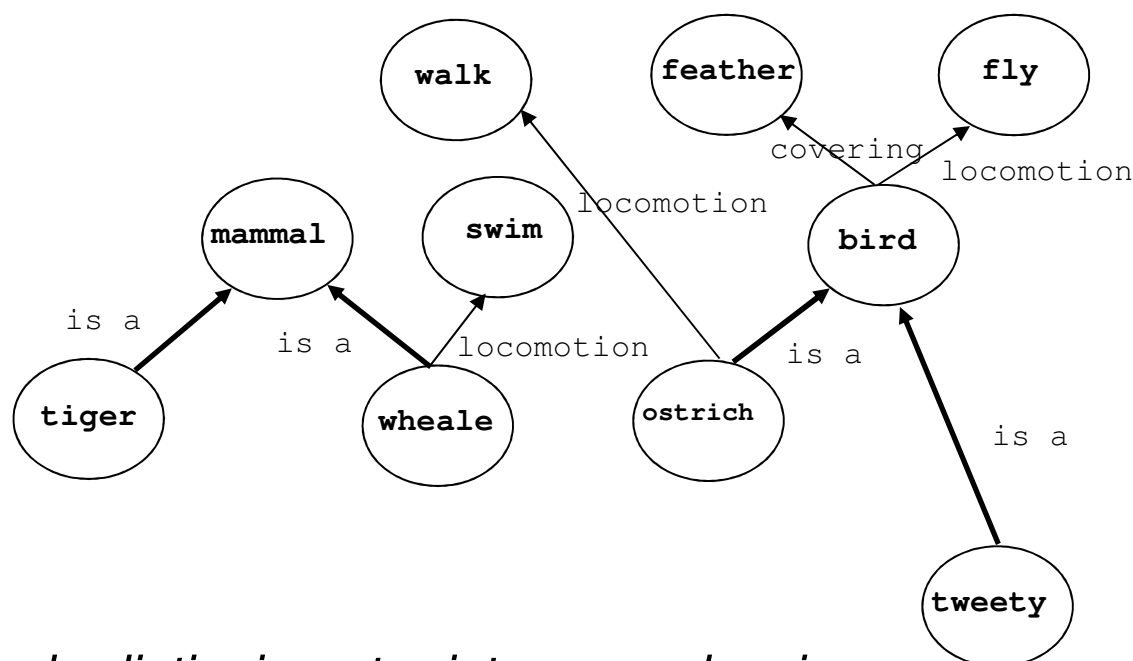 walk
feather
fly
covering
locomotion
locomotion
mammal
swim
bird
is a
is a
locomotion
is a
tiger
wheale
ostrich
is a
tweety